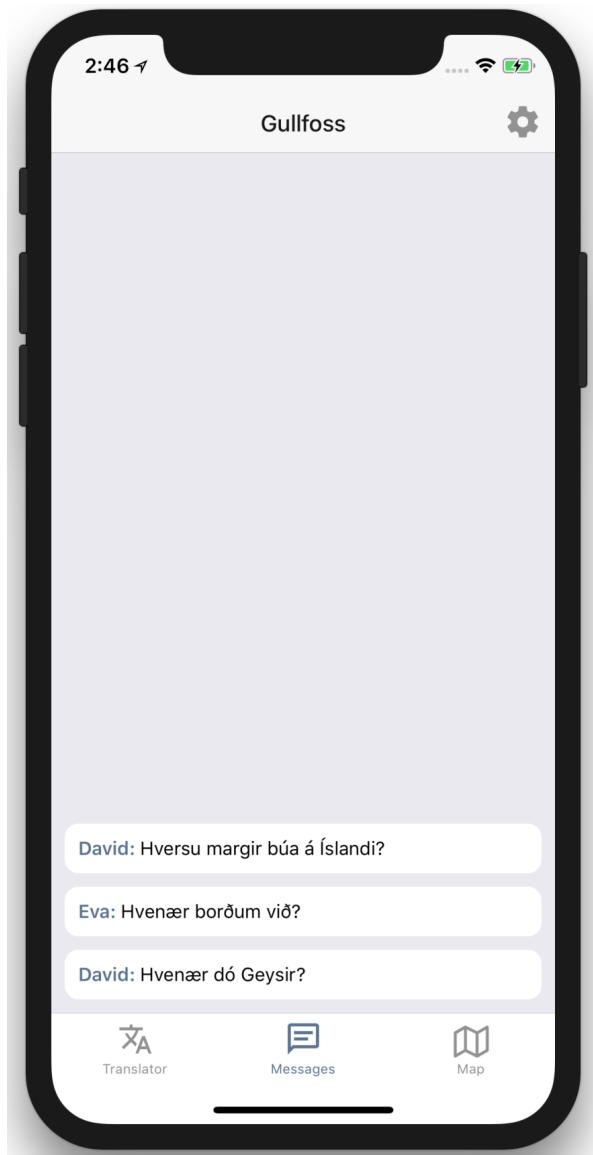 2:46
Gullfoss
David: Hversu margir búa á Íslandi?
Eva: Hvenær borðum við?
David: Hvenær dó Geysir?
Translator
Messages
Map